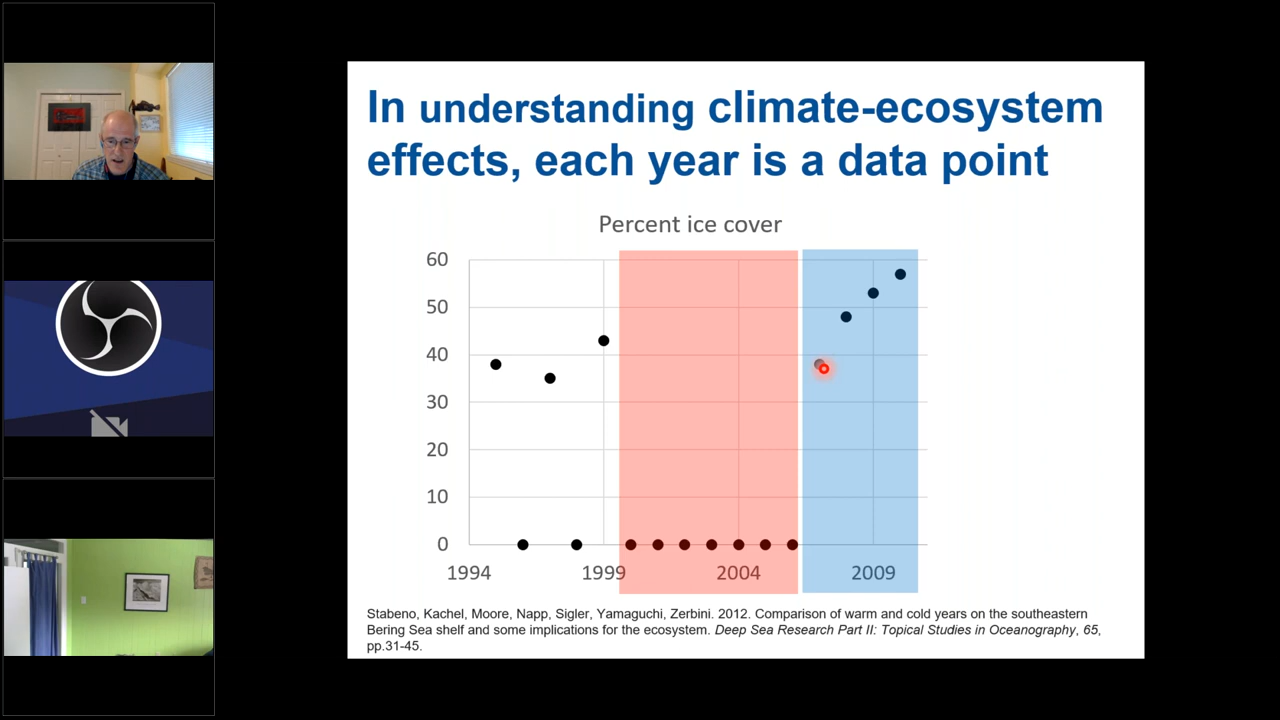 In understanding climate-ecosystem
effects, each year is a data point
Percent ice cover
60
50
40
30
20
10
0
1994 1999 2004 2009
Stabeno, Kachel, Moore, Napp, Sigler, Yamaguchi, Zerbini. 2012. Comparison of warm and cold years on the southeastern
Bering Sea shelf and some implications for the ecosystem. Deep Sea Research Part II: Topical Studies in Oceanography, 65,
pp.31-45.